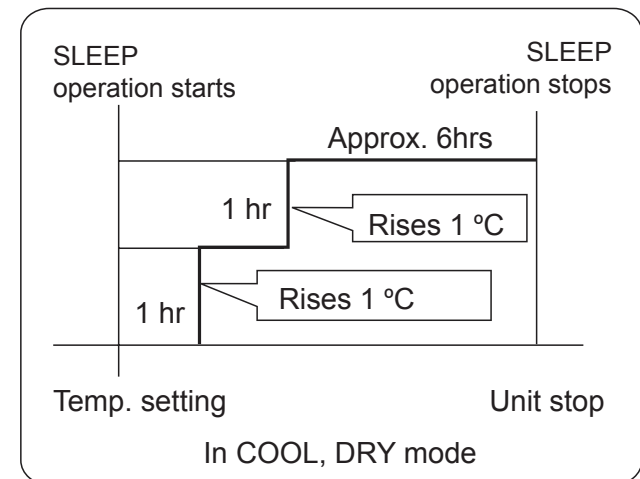 SLEEP
operation starts
SLEEP
operation stops
Approx. 6hrs
1 hr
Rises 1 ºC
1 hr
Rises 1 ºC
Temp. setting
Unit stop
In COOL, DRY mode